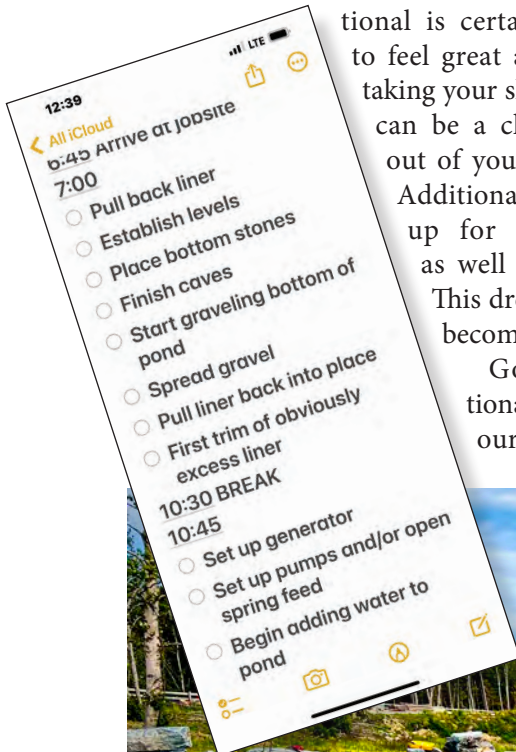 12:39
LTE
All iCloud
6:45 Arrive at jobsite
7:00
Pull back liner
Establish levels
Place bottom stones
Finish caves
Start graveling bottom of
pond
Spread gravel
Pull liner back into place
First trim of obviously
excess liner
10:30 BREAK
10:45
Set up generator
Set up pumps and/or open
spring feed
Begin adding water to
pond
tional is certa
to feel great a
taking your s
can be a cl
out of you
Additiona
up for
as well
This dr
becom
Go
tiona
our